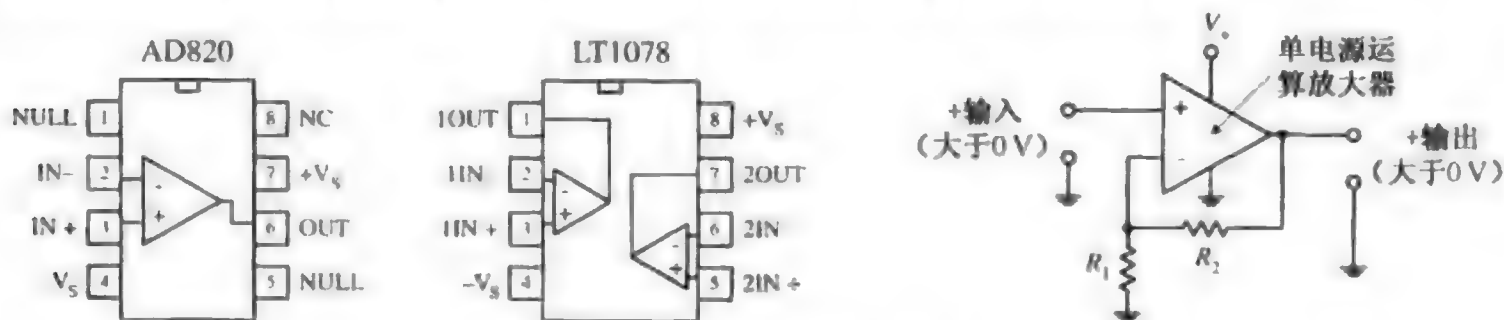 AD820
NULL 1
IN- 2
IN + 3
V_S 4
8 NC
7 +V_S
6 OUT
5 NULL
LT1078
1OUT 1
1IN 2
1IN + 3
-V_S 4
8 +V_S
7 2OUT
6 2IN
5 2IN +
- +
- +
- +
V+
单电源运
算放大器
+输入
(大于0 V)
+
-
+输出
(大于0 V)
R₁
R₂